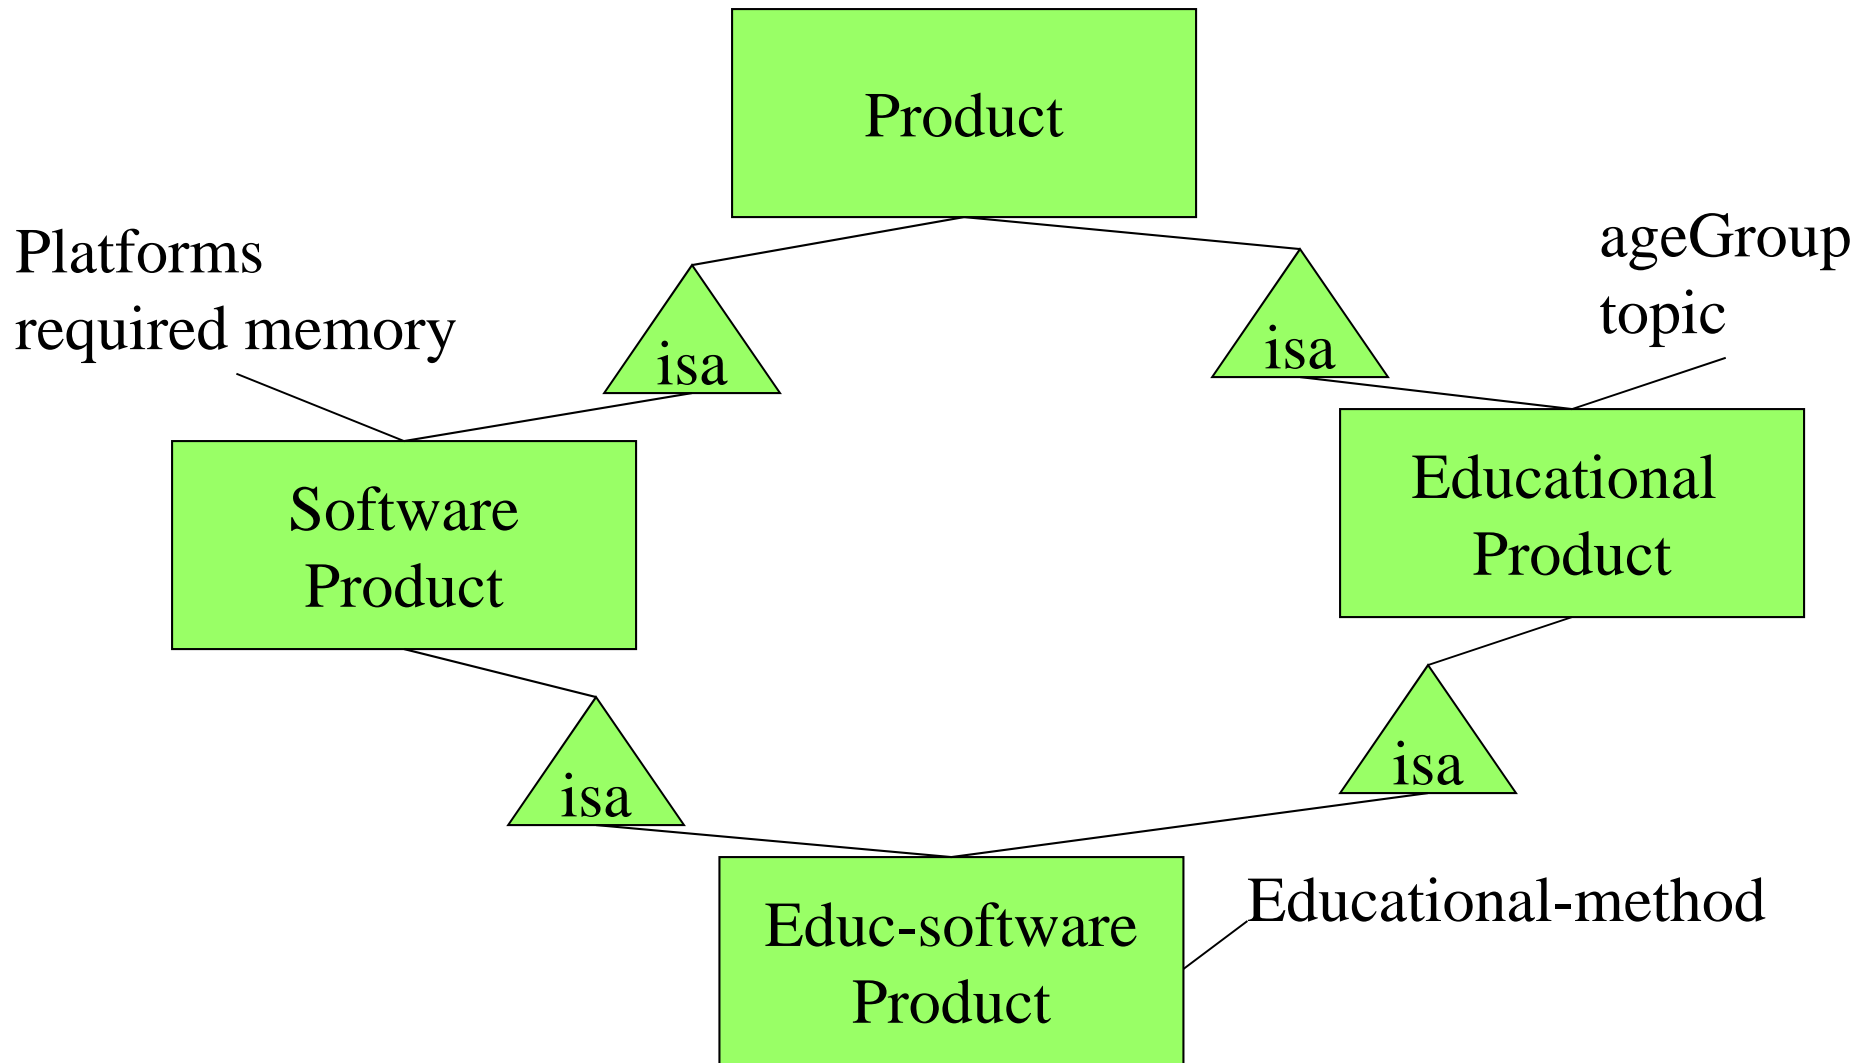 Product
Platforms
required memory
ageGroup
topic
isa
isa
Software
Product
Educational
Product
isa
isa
Educ-software
Product
Educational-method